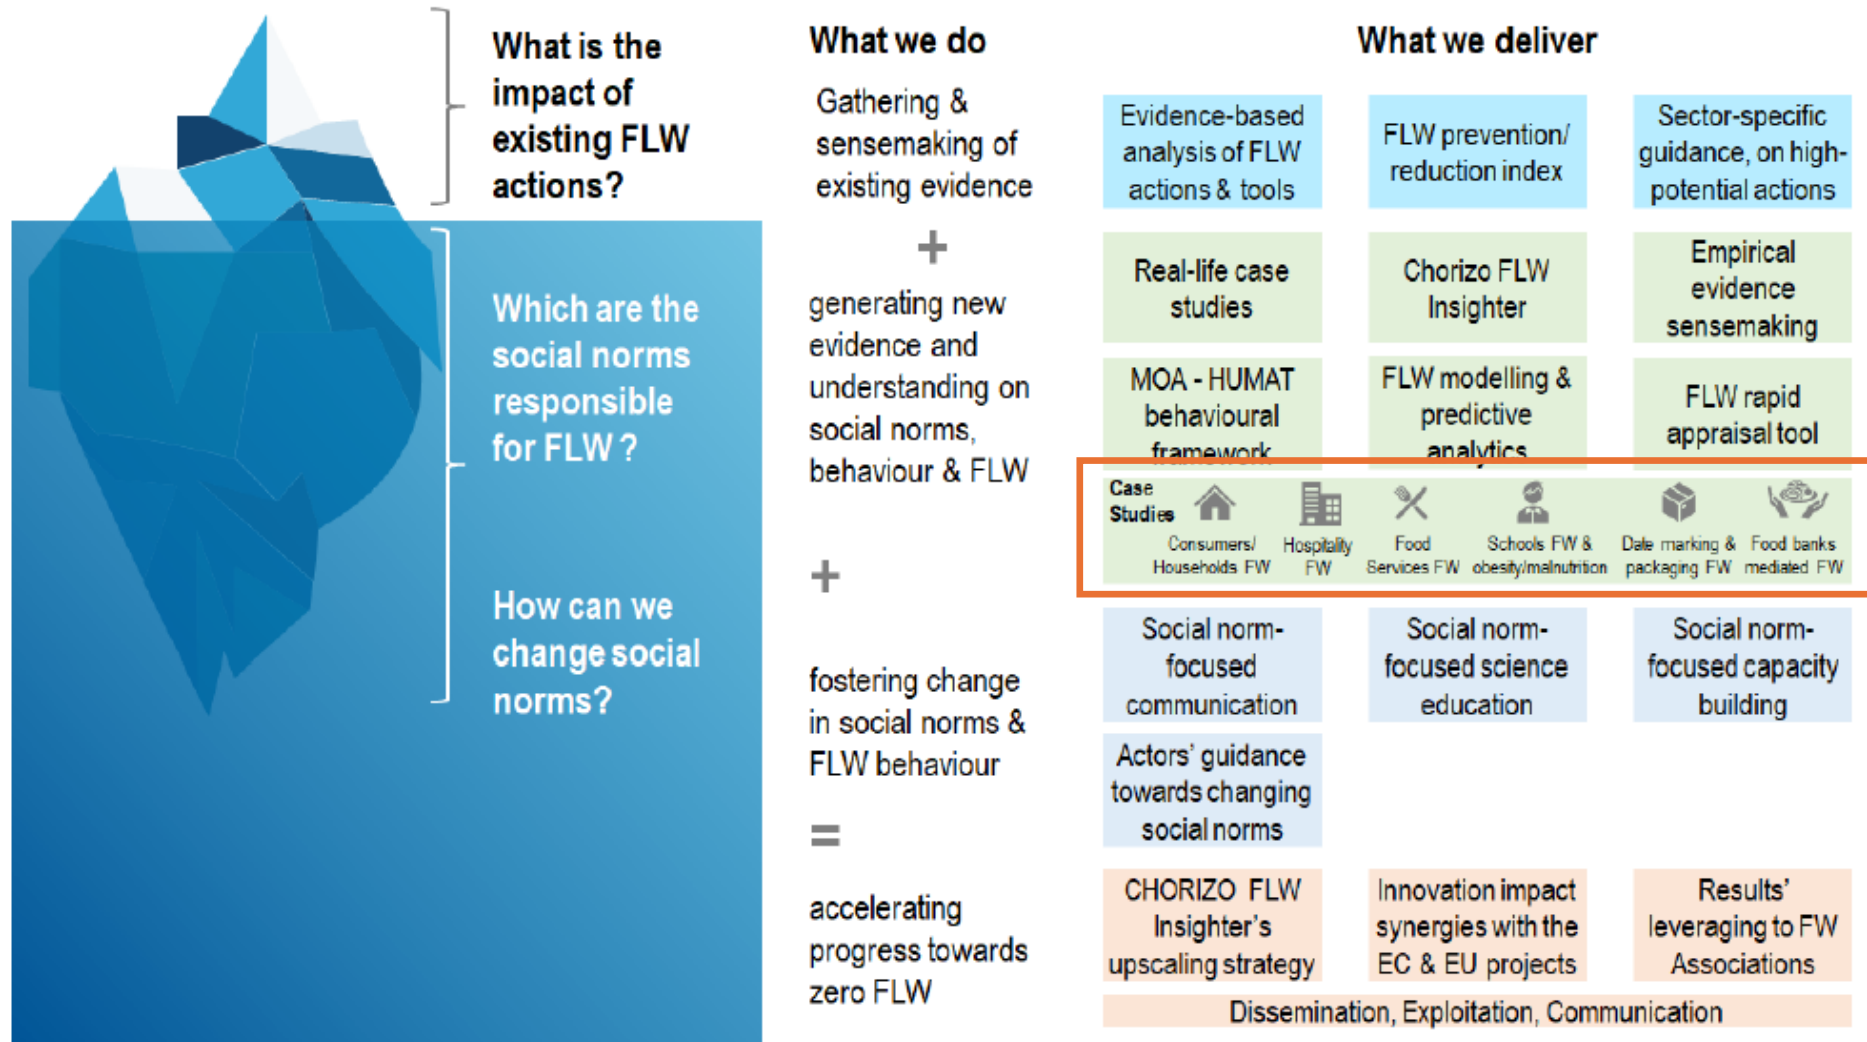 What is the
impact of
existing FLW
actions?
Which are the
social norms
responsible
for FLW ?
How can we
change social
norms?
What we do
Gathering &
sensemaking of
existing evidence
+
generating new
evidence and
understanding on
social norms,
behaviour & FLW
+
fostering change
in social norms &
FLW behaviour
=
accelerating
progress towards
zero FLW
What we deliver
Evidence-based
analysis of FLW
actions & tools
FLW prevention/
reduction index
Sector-specific
guidance, on high-
potential actions
Real-life case
studies
Chorizo FLW
Insighter
Empirical
evidence
sensemaking
MOA - HUMAT
behavioural
framework
FLW modelling &
predictive
analytics
FLW rapid
appraisal tool
Case
Studies
Consumers/
Households FW
Hospitality
FW
Food
Services FW
Schools FW &
obesity/malnutrition
Date marking &
packaging FW
Food banks
mediated FW
Social norm-
focused
communication
Social norm-
focused science
education
Social norm-
focused capacity
building
Actors' guidance
towards changing
social norms
CHORIZO FLW
Insighter's
upscaling strategy
Innovation impact
synergies with the
EC & EU projects
Results'
leveraging to FW
Associations
Dissemination, Exploitation, Communication